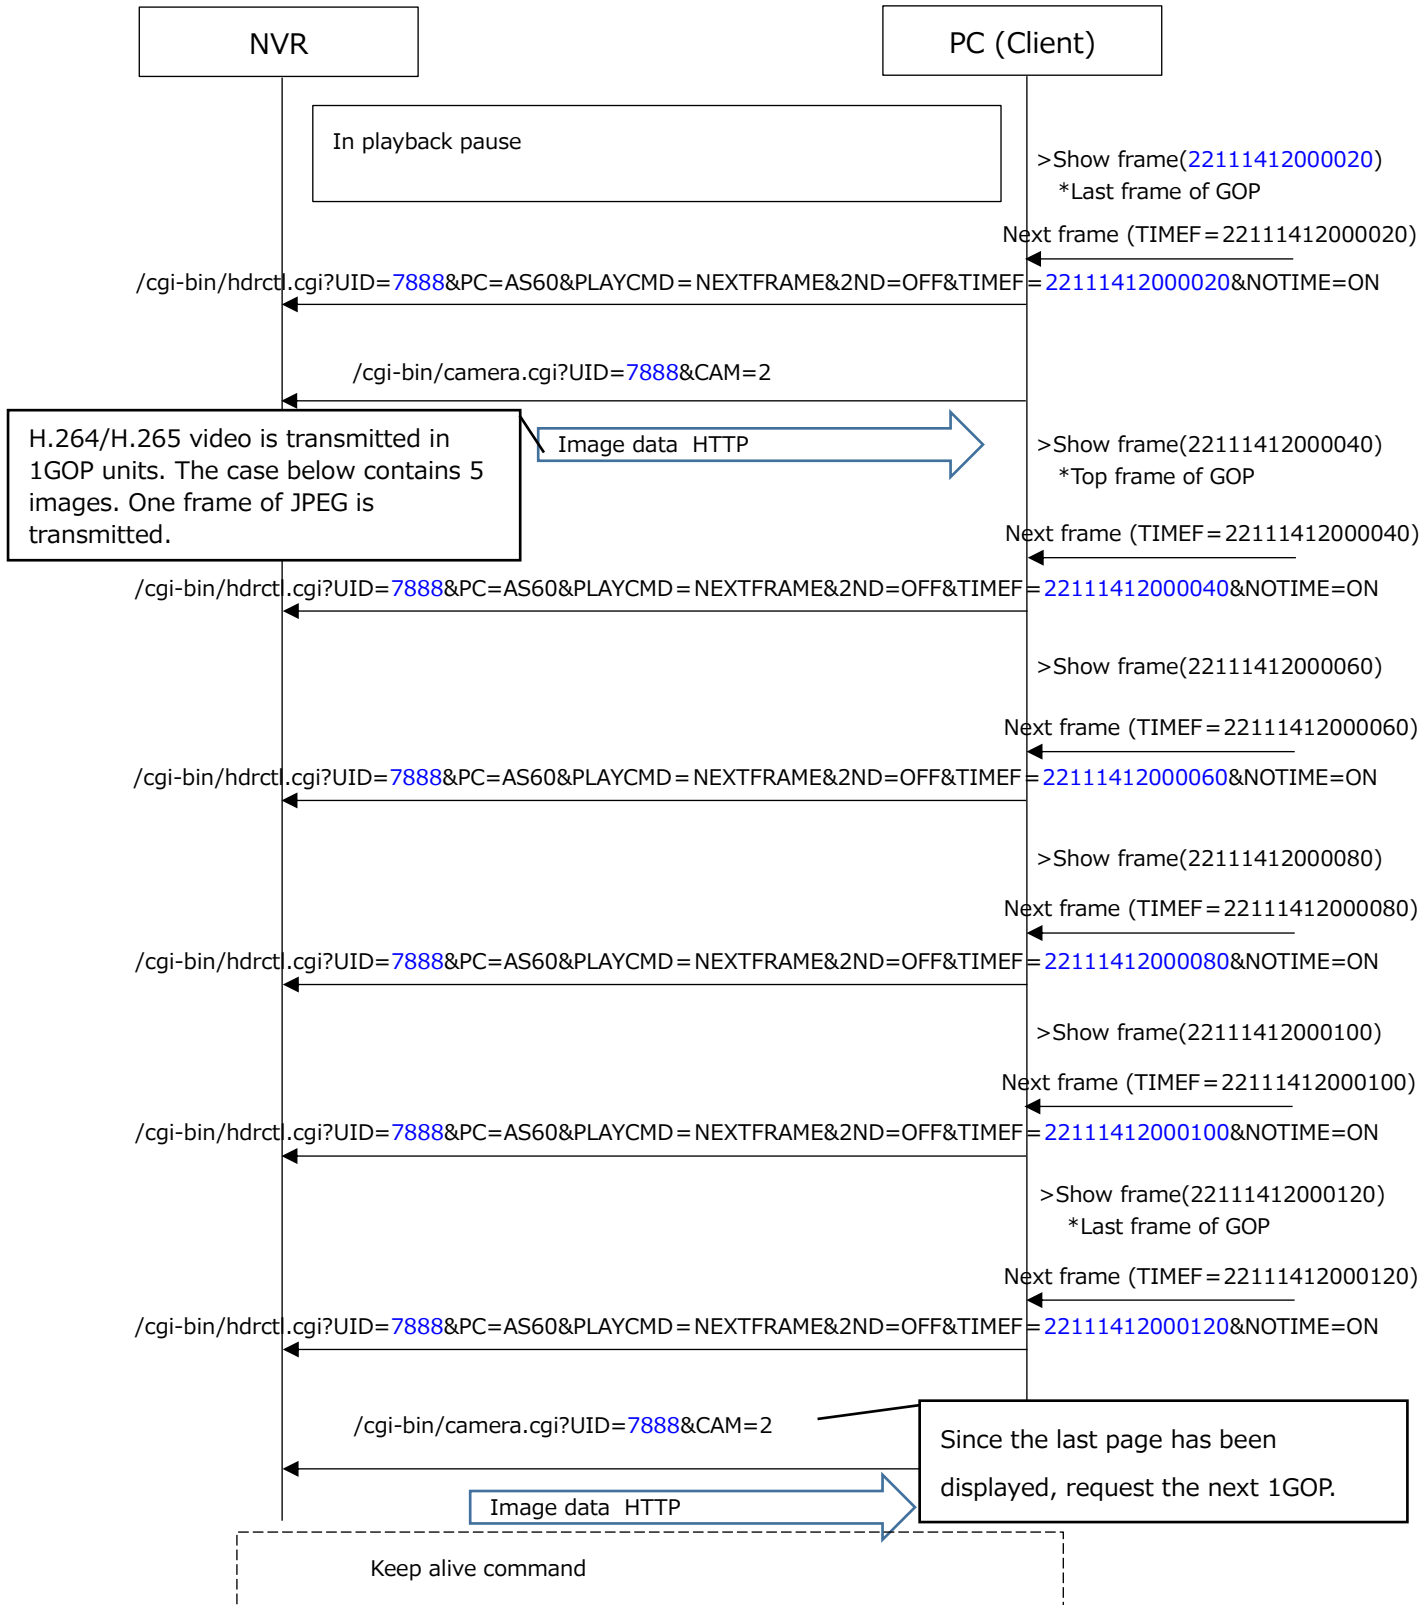 NVR
PC (Client)
In playback pause
>Show frame(22111412000020)
*Last frame of GOP
Next frame (TIMEF=22111412000020)
/cgi-bin/hdrctl.cgi?UID=7888&PC=AS60&PLAYCMD=NEXTFRAME&2ND=OFF&TIMEF=22111412000020&NOTIME=ON
/cgi-bin/camera.cgi?UID=7888&CAM=2
H.264/H.265 video is transmitted in
1GOP units. The case below contains 5
images. One frame of JPEG is
transmitted.
Image data HTTP
>Show frame(22111412000040)
*Top frame of GOP
Next frame (TIMEF=22111412000040)
/cgi-bin/hdrctl.cgi?UID=7888&PC=AS60&PLAYCMD=NEXTFRAME&2ND=OFF&TIMEF=22111412000040&NOTIME=ON
>Show frame(22111412000060)
Next frame (TIMEF=22111412000060)
/cgi-bin/hdrctl.cgi?UID=7888&PC=AS60&PLAYCMD=NEXTFRAME&2ND=OFF&TIMEF=22111412000060&NOTIME=ON
>Show frame(22111412000080)
Next frame (TIMEF=22111412000080)
/cgi-bin/hdrctl.cgi?UID=7888&PC=AS60&PLAYCMD=NEXTFRAME&2ND=OFF&TIMEF=22111412000080&NOTIME=ON
>Show frame(22111412000100)
Next frame (TIMEF=22111412000100)
/cgi-bin/hdrctl.cgi?UID=7888&PC=AS60&PLAYCMD=NEXTFRAME&2ND=OFF&TIMEF=22111412000100&NOTIME=ON
>Show frame(22111412000120)
*Last frame of GOP
Next frame (TIMEF=22111412000120)
/cgi-bin/hdrctl.cgi?UID=7888&PC=AS60&PLAYCMD=NEXTFRAME&2ND=OFF&TIMEF=22111412000120&NOTIME=ON
/cgi-bin/camera.cgi?UID=7888&CAM=2
Since the last page has been
displayed, request the next 1GOP.
Image data HTTP
Keep alive command